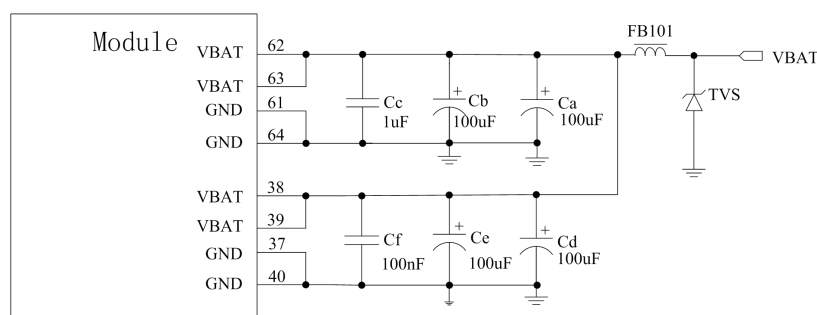 FB101
Module
VBAT 62
VBAT
VBAT 63
GND 61
GND 64
Cc
1uF
+
Cb
100uF
+
Ca
100uF
TVS
VBAT 38
VBAT 39
GND 37
GND 40
Cf
100nF
+
Ce
100uF
+
Cd
100uF